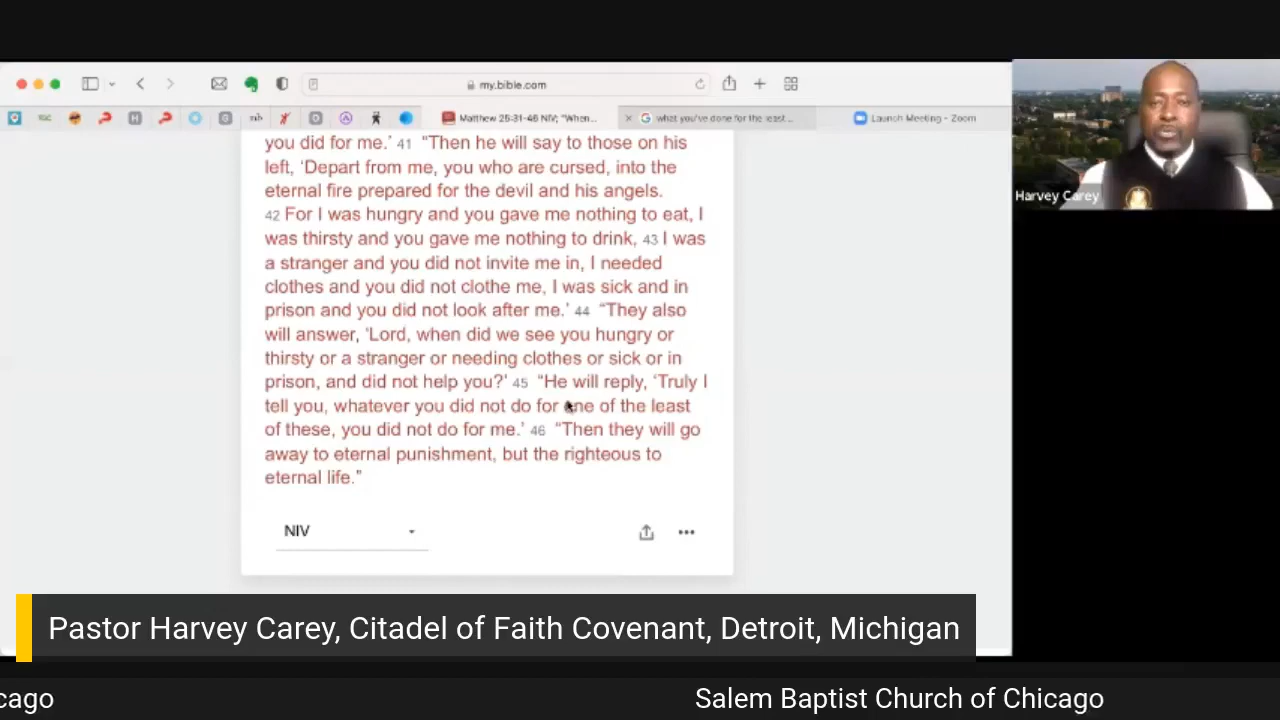 my.bible.com
Matthew 25:31-46 NIV; "When...
what you've done for the least...
Launch Meeting - Zoom
you did for me.' 41 "Then he will say to those on his
left, 'Depart from me, you who are cursed, into the
eternal fire prepared for the devil and his angels.
42 For I was hungry and you gave me nothing to eat, I
was thirsty and you gave me nothing to drink, 43 I was
a stranger and you did not invite me in, I needed
clothes and you did not clothe me, I was sick and in
prison and you did not look after me.' 44 "They also
will answer, 'Lord, when did we see you hungry or
thirsty or a stranger or needing clothes or sick or in
prison, and did not help you?' 45 "He will reply, 'Truly I
tell you, whatever you did not do for one of the least
of these, you did not do for me.' 46 "Then they will go
away to eternal punishment, but the righteous to
eternal life."
NIV
Harvey Carey
Pastor Harvey Carey, Citadel of Faith Covenant, Detroit, Michigan
cago Salem Baptist Church of Chicago